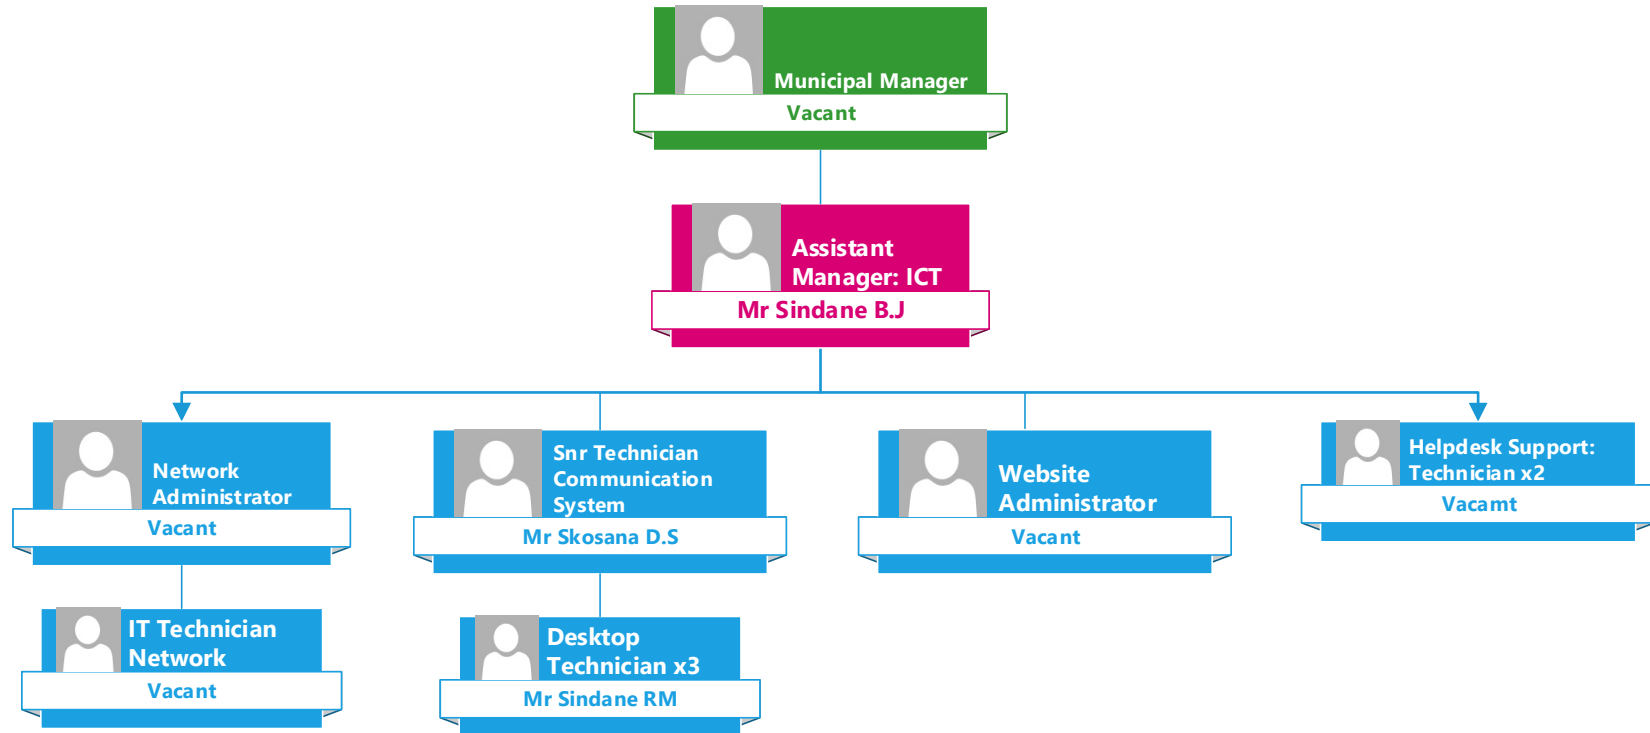 Municipal Manager
Vacant
Assistant
Manager: ICT
Mr Sindane B.J
Network
Administrator
Vacant
Snr Technician
Communication
System
Mr Skosana D.S
Website
Administrator
Vacant
Helpdesk Support:
Technician x2
Vacamt
IT Technician
Network
Vacant
Desktop
Technician x3
Mr Sindane RM